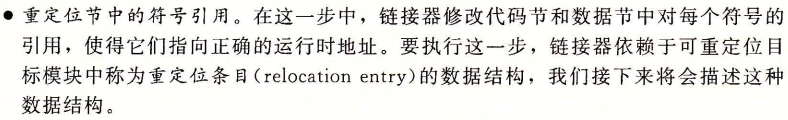 ● 重定位节中的符号引用。在这一步中，链接器修改代码节和数据节中对每个符号的
引用，使得它们指向正确的运行时地址。要执行这一步，链接器依赖于可重定位目
标模块中称为重定位条目(relocation entry)的数据结构，我们接下来将会描述这种
数据结构。